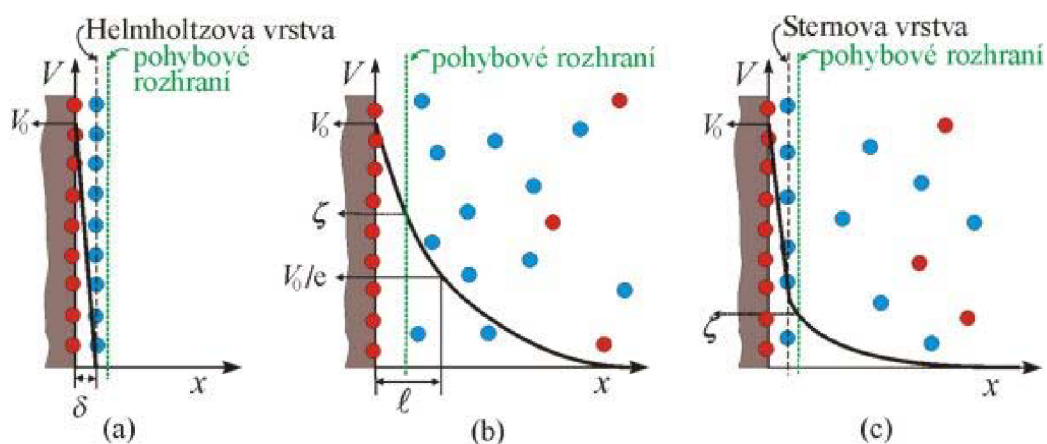 Helmholtzova vrstva
pohybové
rozhraní
V
V₀
x
δ
(a)
pohybové rozhraní
V
V₀
ζ
V₀/e
x
ℓ
(b)
Sternova vrstva
pohybové rozhraní
V
V₀
ζ
x
(c)